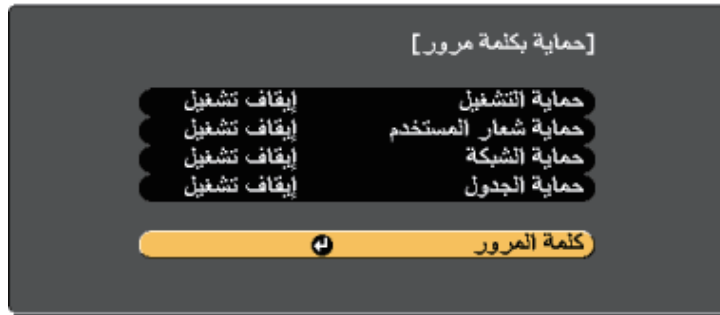 [حماية بكلمة مرور]
حماية التشغيل إيقاف تشغيل
حماية شعار المستخدم إيقاف تشغيل
حماية الشبكة إيقاف تشغيل
حماية الجدول إيقاف تشغيل
كلمة المرور